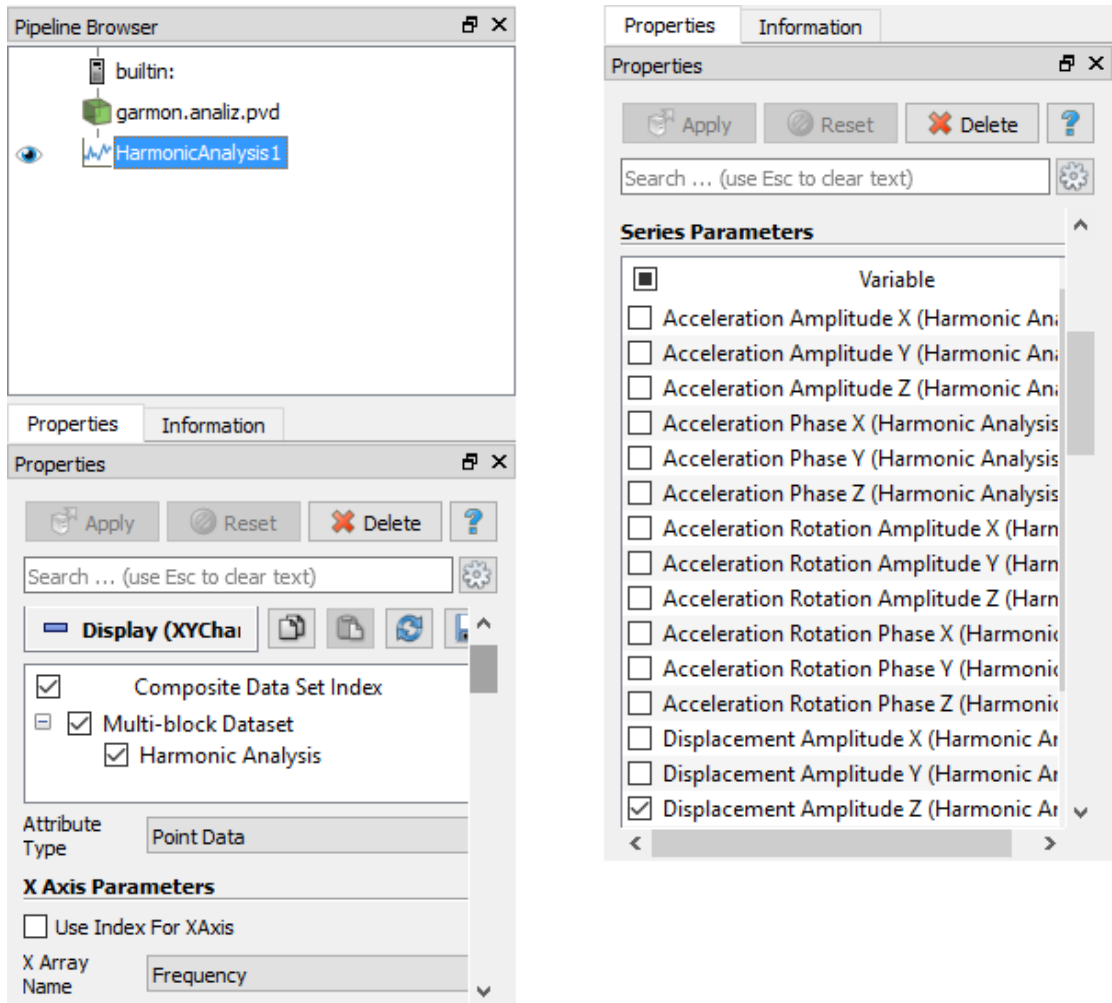 Pipeline Browser
builtin:
garmon.analiz.pvd
HarmonicAnalysis1
Properties Information
Properties
Apply Reset Delete ?
Search ... (use Esc to clear text)
Display (XYChar
Composite Data Set Index
Multi-block Dataset
Harmonic Analysis
Attribute Type
Point Data
X Axis Parameters
Use Index For XAxis
X Array Name
Frequency
Properties Information
Properties
Apply Reset Delete ?
Search ... (use Esc to clear text)
Series Parameters
Variable
Acceleration Amplitude X (Harmonic Ana
Acceleration Amplitude Y (Harmonic Ana
Acceleration Amplitude Z (Harmonic Ana
Acceleration Phase X (Harmonic Analysis
Acceleration Phase Y (Harmonic Analysis
Acceleration Phase Z (Harmonic Analysis
Acceleration Rotation Amplitude X (Harn
Acceleration Rotation Amplitude Y (Harn
Acceleration Rotation Amplitude Z (Harn
Acceleration Rotation Phase X (Harmonic
Acceleration Rotation Phase Y (Harmonic
Acceleration Rotation Phase Z (Harmonic
Displacement Amplitude X (Harmonic Ar
Displacement Amplitude Y (Harmonic Ar
Displacement Amplitude Z (Harmonic Ar